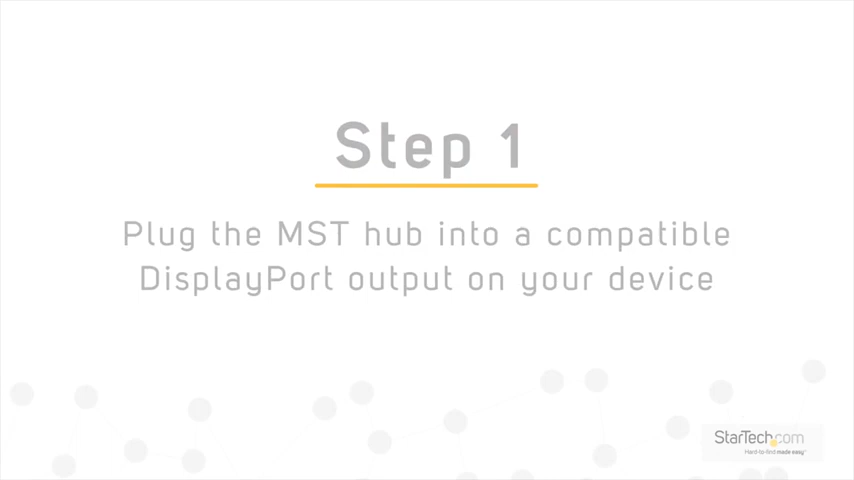 Step 1
Plug the MST hub into a compatible
DisplayPort output on your device
StarTech.com
Hard-to-find made easy™